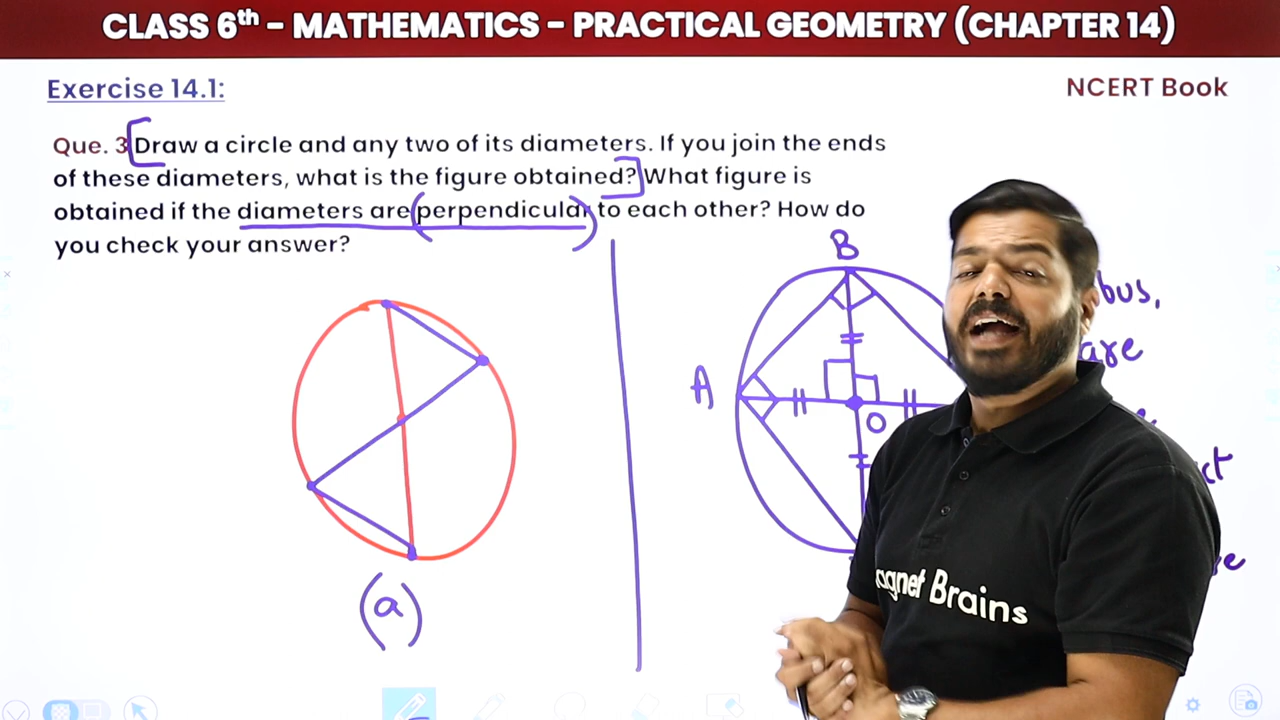 CLASS 6th – MATHEMATICS – PRACTICAL GEOMETRY (CHAPTER 14)
Exercise 14.1:
NCERT Book
Que. 3 Draw a circle and any two of its diameters. If you join the ends
of these diameters, what is the figure obtained? What figure is
obtained if the diameters are (perpendicular) to each other? How do
you check your answer?
B
A
O
(a)
Brains